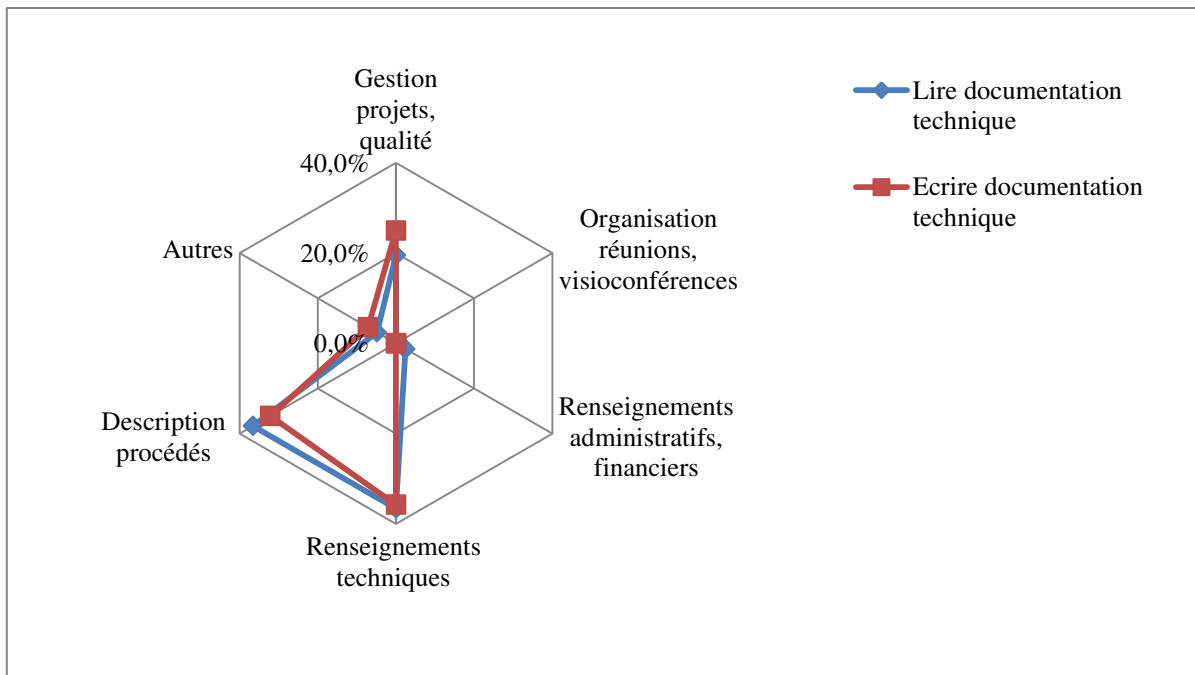 Gestion
projets,
qualité
40,0%
20,0%
0,0%
Organisation
réunions,
visioconférences
Renseignements
administratifs,
financiers
Renseignements
techniques
Description
procédés
Autres
Lire documentation
technique
Ecrire documentation
technique